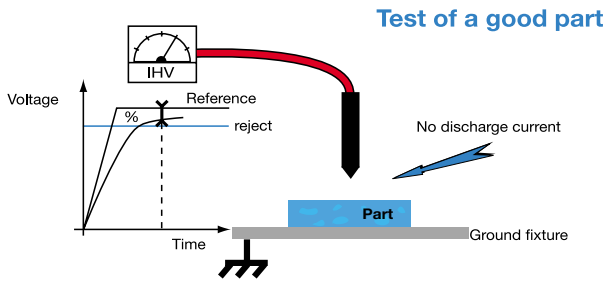 Test of a good part
IHV
Voltage
Reference
%
reject
No discharge current
Part
Time
Ground fixture